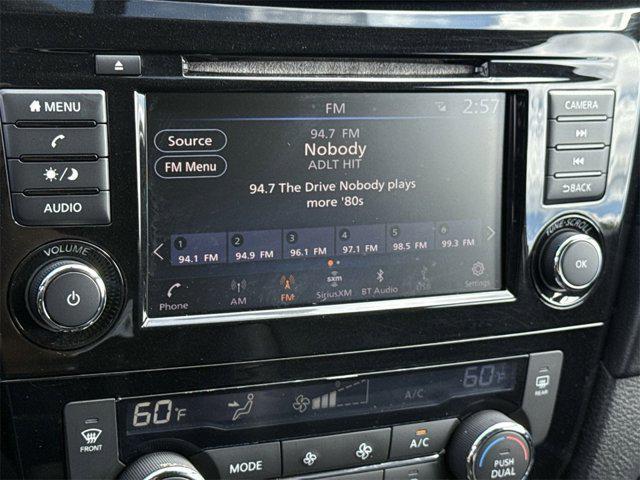 FM 2:57
MENU
Source
94.7 FM
Nobody
ADLT HIT
FM Menu
94.7 The Drive Nobody plays
more '80s
AUDIO
1 2 3 4 5 6
94.1 FM 94.9 FM 96.1 FM 97.1 FM 98.5 FM 99.3 FM
Phone AM FM SiriusXM BT Audio USB Settings
sxm
CAMERA
BACK
VOLUME
TUNE·SCROLL
OK
60°F A/C 60°F
FRONT
REAR
MODE
A/C
PUSH
DUAL